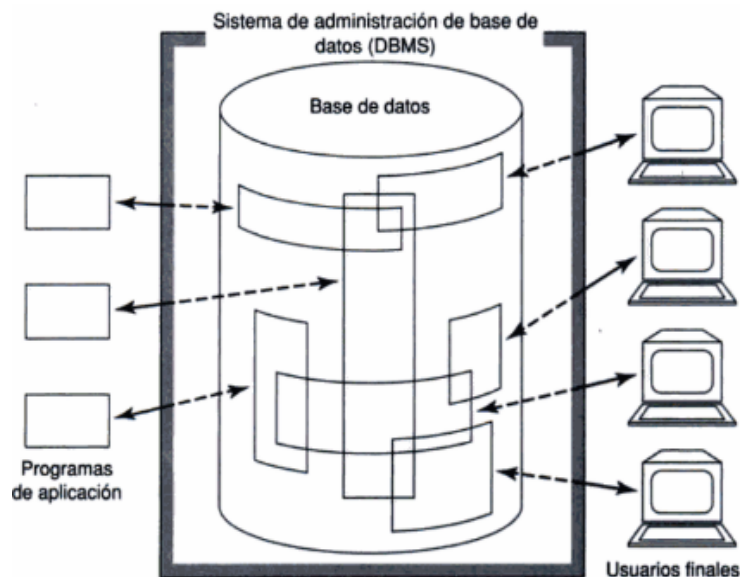 Sistema de administración de base de
datos (DBMS)
Base de datos
Programas
de aplicación
Usuarios finales